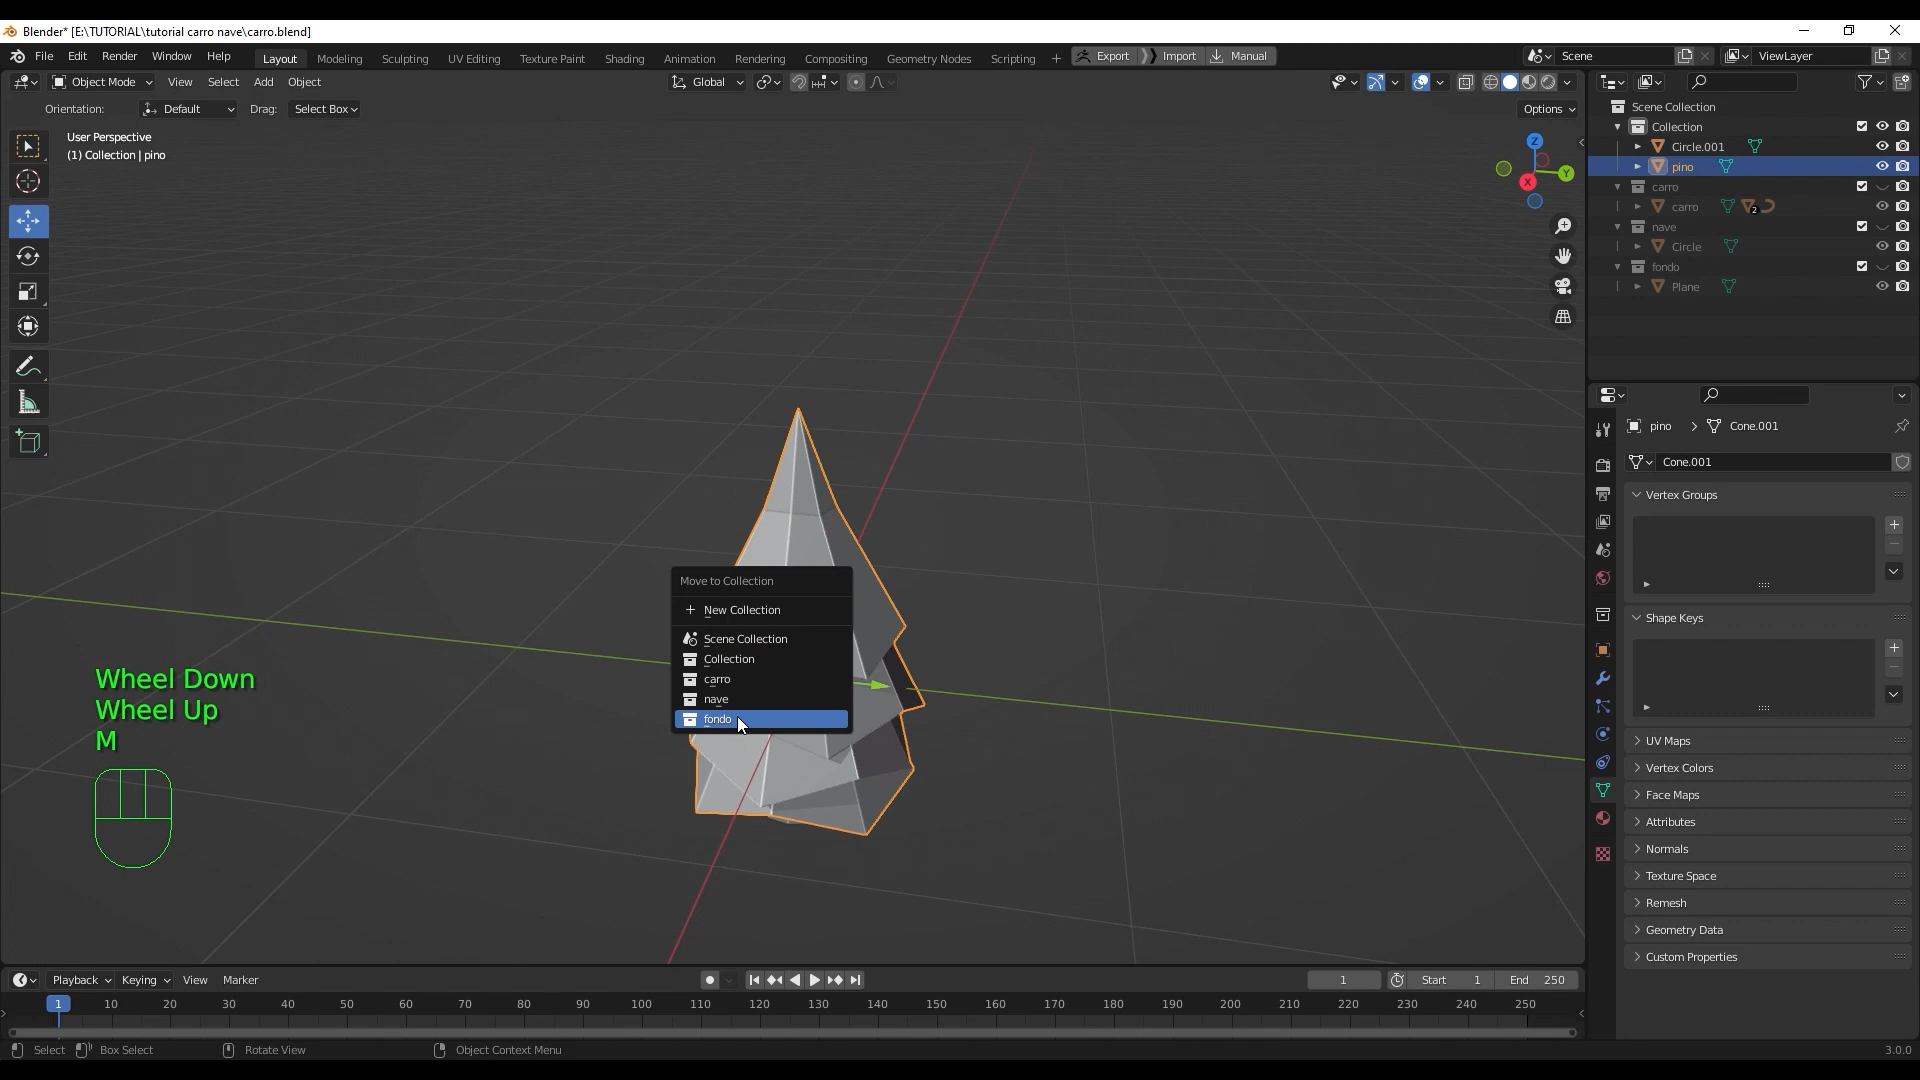 Blender* [E:\TUTORIAL\tutorial carro nave\carro.blend]
File Edit Render Window Help Layout Modeling Sculpting UV Editing Texture Paint Shading Animation Rendering Compositing Geometry Nodes Scripting + Export Import Manual Scene ViewLayer
Object Mode View Select Add Object Global
Orientation: Default Drag: Select Box Options
User Perspective
(1) Collection | pino
Z
Y
X
Scene Collection
Collection
Circle.001
pino
carro
carro 2
nave
Circle
fondo
Plane
pino > Cone.001
Cone.001
Vertex Groups
Shape Keys
UV Maps
Vertex Colors
Face Maps
Attributes
Normals
Texture Space
Remesh
Geometry Data
Custom Properties
Move to Collection
New Collection
Scene Collection
Collection
carro
nave
fondo
Wheel Down
Wheel Up
M
Playback Keying View Marker 1 Start 1 End 250
1 10 20 30 40 50 60 70 80 90 100 110 120 130 140 150 160 170 180 190 200 210 220 230 240 250
Select Box Select Rotate View Object Context Menu 3.0.0